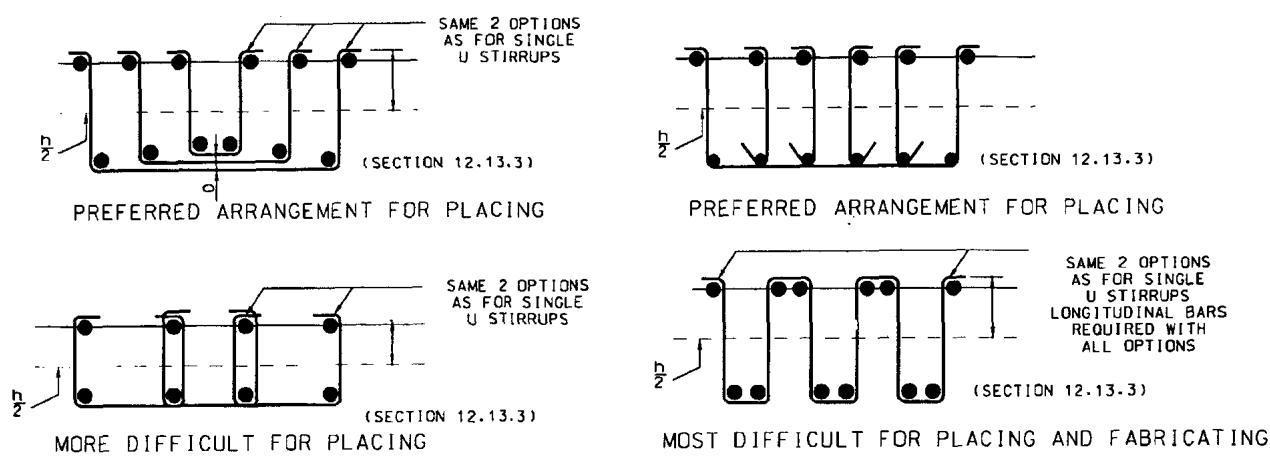 SAME 2 OPTIONS
AS FOR SINGLE
U STIRRUPS
h
2
(SECTION 12.13.3)
0
PREFERRED ARRANGEMENT FOR PLACING
h
2
(SECTION 12.13.3)
PREFERRED ARRANGEMENT FOR PLACING
SAME 2 OPTIONS
AS FOR SINGLE
U STIRRUPS
h
2
(SECTION 12.13.3)
MORE DIFFICULT FOR PLACING
SAME 2 OPTIONS
AS FOR SINGLE
U STIRRUPS
LONGITUDINAL BARS
REQUIRED WITH
ALL OPTIONS
h
2
(SECTION 12.13.3)
MOST DIFFICULT FOR PLACING AND FABRICATING